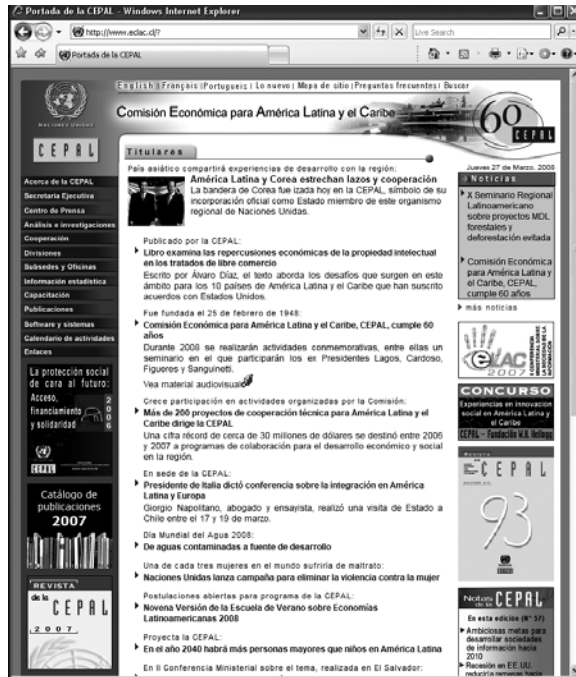 Portada de la CEPAL - Windows Internet Explorer
http://www.eclac.cl/?
Live Search
Portada de la CEPAL
English | Français | Portugueis | Lo nuevo | Mapa de sitio | Preguntas frecuentes | Buscar
NACIONES UNIDAS
Comisión Económica para América Latina y el Caribe
60
CEPAL
CEPAL
Acerca de la CEPAL
Secretaría Ejecutiva
Centro de Prensa
Análisis e investigaciones
Cooperación
Divisiones
Subsedes y Oficinas
Información estadística
Capacitación
Publicaciones
Software y sistemas
Calendario de actividades
Enlaces
La protección social
de cara al futuro:
Acceso,
financiamiento
y solidaridad
2006
CEPAL
Catálogo de
publicaciones
2007
REVISTA
de la
CEPAL
2007
Titulares
País asiático compartirá experiencias de desarrollo con la región:
América Latina y Corea estrechan lazos y cooperación
La bandera de Corea fue izada hoy en la CEPAL, símbolo de su
incorporación oficial como Estado miembro de este organismo
regional de Naciones Unidas.
Publicado por la CEPAL:
Libro examina las repercusiones económicas de la propiedad intelectual
en los tratados de libre comercio
Escrito por Álvaro Díaz, el texto aborda los desafíos que surgen en este
ámbito para los 10 países de América Latina y el Caribe que han suscrito
acuerdos con Estados Unidos.
Fue fundada el 25 de febrero de 1948:
Comisión Económica para América Latina y el Caribe, CEPAL, cumple 60
años
Durante 2008 se realizarán actividades conmemorativas, entre ellas un
seminario en el que participarán los ex Presidentes Lagos, Cardoso,
Figueres y Sanguinetti.
Vea material audiovisual
Crece participación en actividades organizadas por la Comisión:
Más de 200 proyectos de cooperación técnica para América Latina y el
Caribe dirige la CEPAL
Una cifra récord de cerca de 30 millones de dólares se destinó entre 2006
y 2007 a programas de colaboración para el desarrollo económico y social
en la región.
En sede de la CEPAL:
Presidente de Italia dictó conferencia sobre la integración en América
Latina y Europa
Giorgio Napolitano, abogado y ensayista, realizó una visita de Estado a
Chile entre el 17 y 19 de marzo.
Día Mundial del Agua 2008:
De aguas contaminadas a fuente de desarrollo
Una de cada tres mujeres en el mundo sufriría de maltrato:
Naciones Unidas lanza campaña para eliminar la violencia contra la mujer
Postulaciones abiertas para programa de la CEPAL:
Novena Versión de la Escuela de Verano sobre Economías
Latinoamericanas 2008
Proyecta la CEPAL:
En el año 2040 habrá más personas mayores que niños en América Latina
En II Conferencia Ministerial sobre el tema, realizada en El Salvador:
Jueves 27 de Marzo, 2008
Noticias
X Seminario Regional
Latinoamericano
sobre proyectos MDL
forestales y
deforestación evitada
Comisión Económica
para América Latina y
el Caribe, CEPAL,
cumple 60 años
más noticias
eLAC
2007
CONCURSO
Experiencias en innovación
social en América Latina y
el Caribe
CEPAL - Fundación W.K. Kellogg
Revista
CEPAL
93
Notas
de la
CEPAL
En esta edición (N° 57)
Ambiciosas metas para
desarrollar sociedades
de información hacia
2010
Recesión en EE.UU.
reduciría remesas hacia